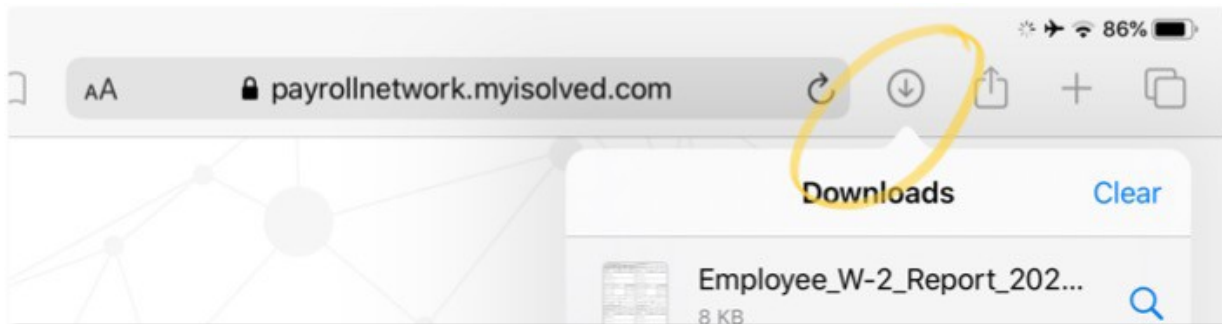 86%
AA payrollnetwork.myisolved.com
Downloads Clear
Employee_W-2_Report_202...
8 KB